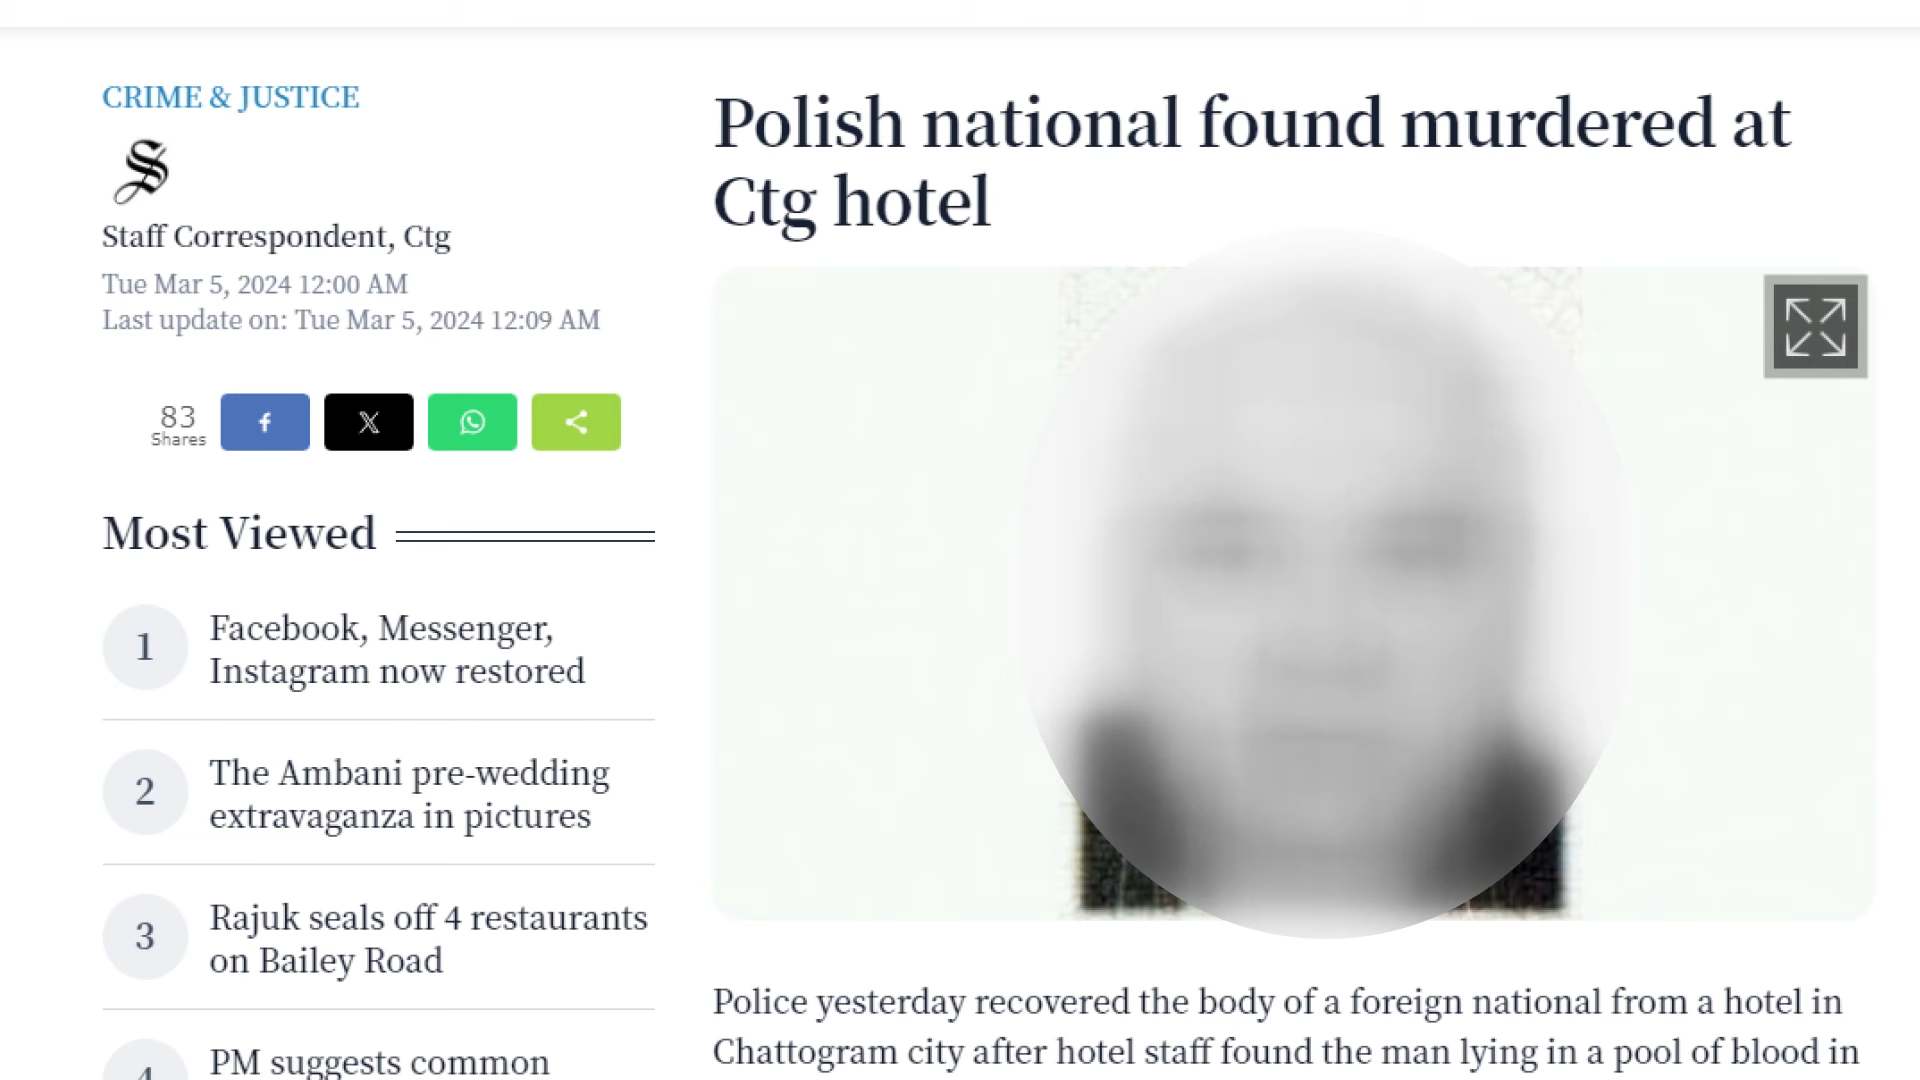 CRIME & JUSTICE
Staff Correspondent, Ctg
Tue Mar 5, 2024 12:00 AM
Last update on: Tue Mar 5, 2024 12:09 AM
83
Shares
Most Viewed
1
Facebook, Messenger,
Instagram now restored
2
The Ambani pre-wedding
extravaganza in pictures
3
Rajuk seals off 4 restaurants
on Bailey Road
4
PM suggests common
Polish national found murdered at
Ctg hotel
Police yesterday recovered the body of a foreign national from a hotel in
Chattogram city after hotel staff found the man lying in a pool of blood in